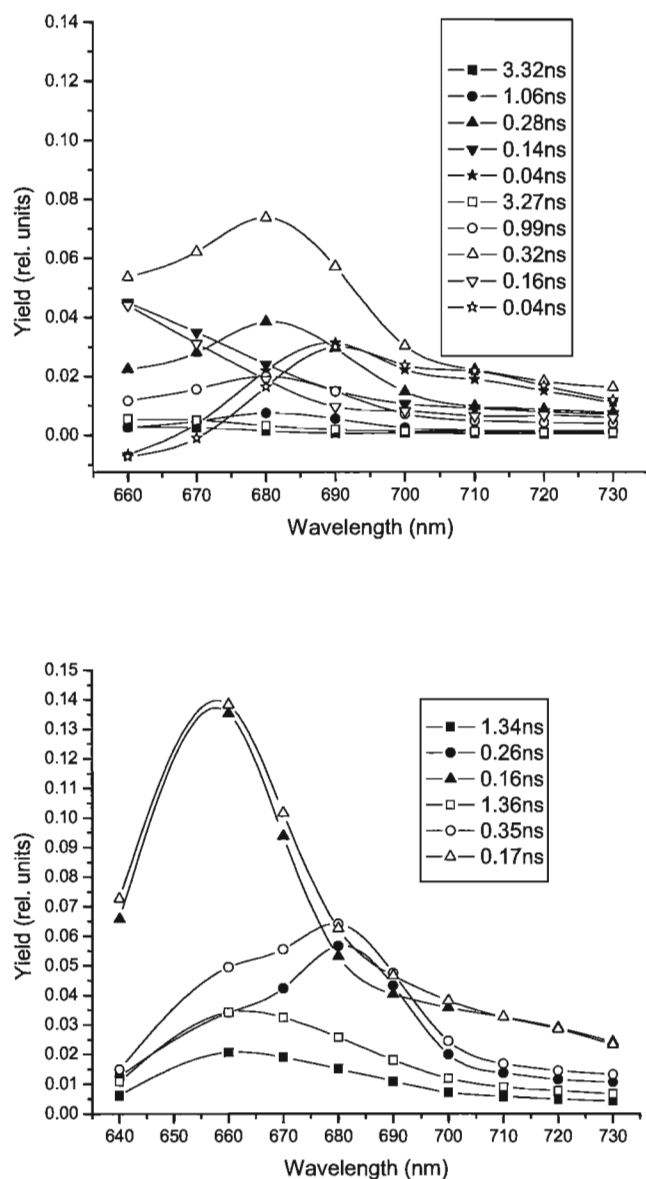 0.14
0.12
0.10
0.08
0.06
0.04
0.02
0.00
Yield (rel. units)
3.32ns
1.06ns
0.28ns
0.14ns
0.04ns
3.27ns
0.99ns
0.32ns
0.16ns
0.04ns
660 670 680 690 700 710 720 730
Wavelength (nm)
0.15
0.14
0.13
0.12
0.11
0.10
0.09
0.08
0.07
0.06
0.05
0.04
0.03
0.02
0.01
0.00
Yield (rel. units)
1.34ns
0.26ns
0.16ns
1.36ns
0.35ns
0.17ns
640 650 660 670 680 690 700 710 720 730
Wavelength (nm)